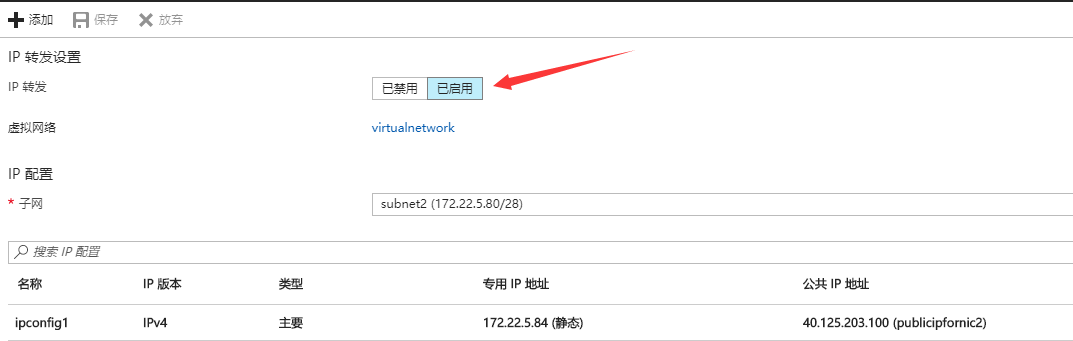 添加 保存 放弃
IP 转发设置
IP 转发 已禁用 已启用
虚拟网络 virtualnetwork
IP 配置
* 子网 subnet2 (172.22.5.80/28)
搜索 IP 配置
名称 IP 版本 类型 专用 IP 地址 公共 IP 地址
ipconfig1 IPv4 主要 172.22.5.84 (静态) 40.125.203.100 (publicipfornic2)